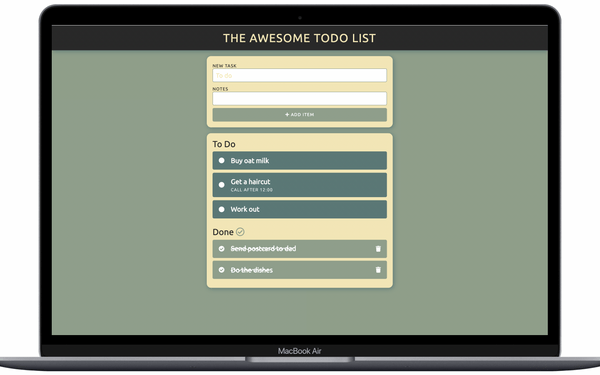 THE AWESOME TODO LIST
NEW TASK
To do
NOTES
+ ADD ITEM
To Do
Buy oat milk
Get a haircut
CALL AFTER 12:00
Work out
Done
Send postcard to dad
Do the dishes
MacBook Air